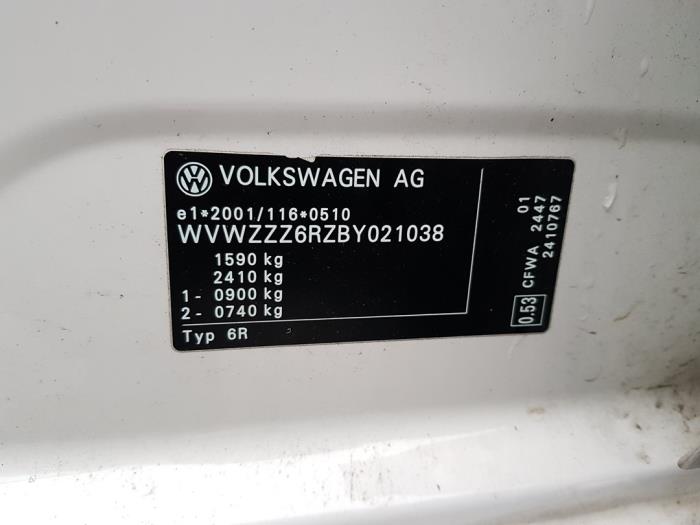 VOLKSWAGEN AG
e1*2001/116*0510
WVWZZZ6RZBY021038
1590 kg
2410 kg
1- 0900 kg
2- 0740 kg
Typ 6R
01
CFWA 2447
2410767
0.53